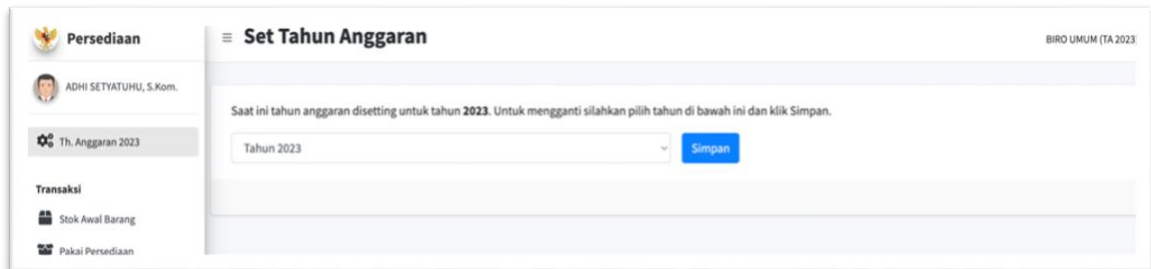 Persediaan
ADHI SETYATUHU, S.Kom.
Th. Anggaran 2023
Transaksi
Stok Awal Barang
Pakai Persediaan
Set Tahun Anggaran
BIRO UMUM (TA 2023)
Saat ini tahun anggaran disetting untuk tahun 2023. Untuk mengganti silahkan pilih tahun di bawah ini dan klik Simpan.
Tahun 2023
Simpan